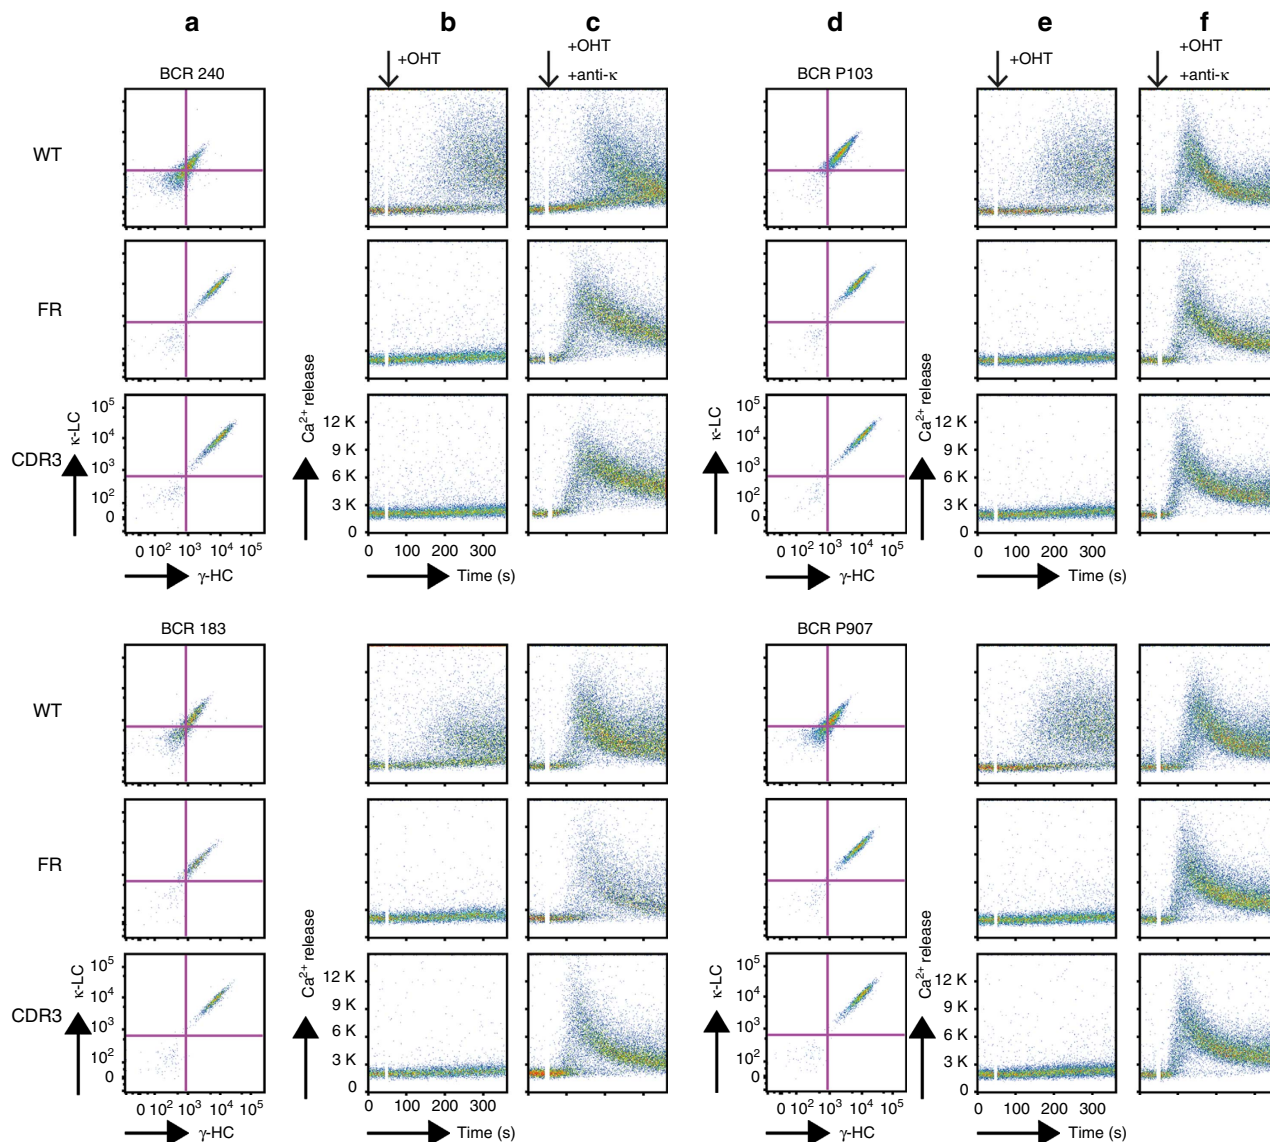 a b c d e f
+OHT +OHT +OHT +OHT
+anti-κ +anti-κ
BCR 240 BCR P103
WT
FR
CDR3
κ-LC Ca²⁺ release κ-LC Ca²⁺ release
10⁵ 10⁵
10⁴ 12 K 10⁴ 12 K
9 K 9 K
10³ 6 K 10³ 6 K
10² 3 K 10² 3 K
0 0 0 0
0 10² 10³ 10⁴ 10⁵ 0 100 200 300 0 10² 10³ 10⁴ 10⁵ 0 100 200 300
γ-HC Time (s) γ-HC Time (s)
BCR 183 BCR P907
WT
FR
CDR3
κ-LC Ca²⁺ release κ-LC Ca²⁺ release
10⁵ 10⁵
10⁴ 12 K 10⁴ 12 K
9 K 9 K
10³ 6 K 10³ 6 K
10² 3 K 10² 3 K
0 0 0 0
0 10² 10³ 10⁴ 10⁵ 0 100 200 300 0 10² 10³ 10⁴ 10⁵ 0 100 200 300
γ-HC Time (s) γ-HC Time (s)